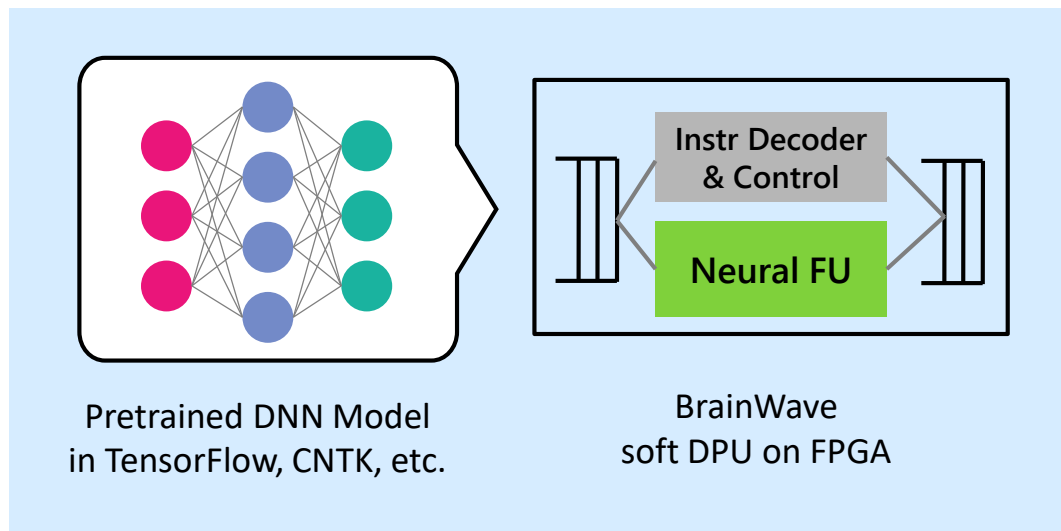 Instr Decoder
& Control
Neural FU
Pretrained DNN Model
in TensorFlow, CNTK, etc.
BrainWave
soft DPU on FPGA